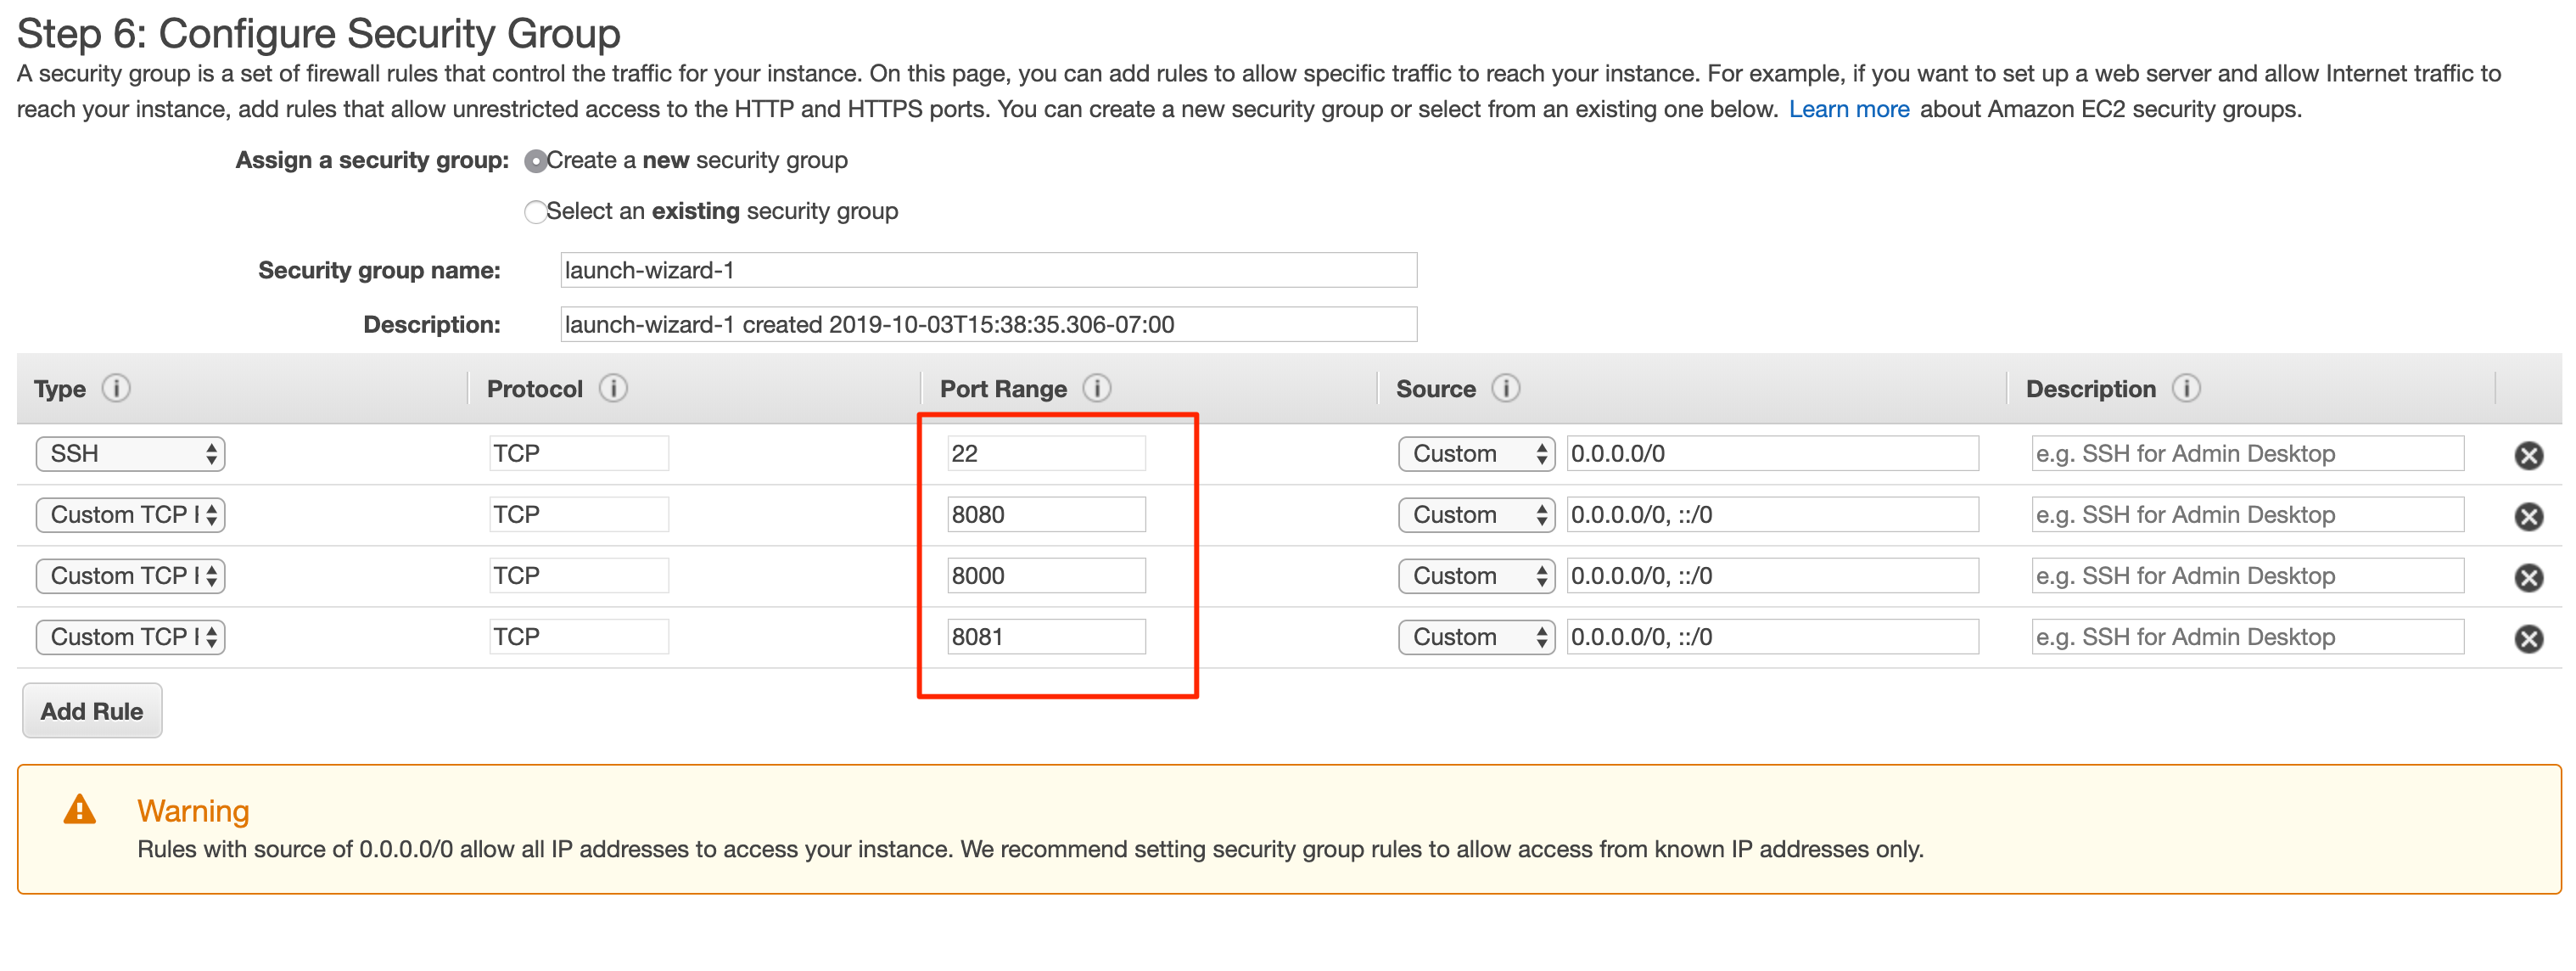 Step 6: Configure Security Group
A security group is a set of firewall rules that control the traffic for your instance. On this page, you can add rules to allow specific traffic to reach your instance. For example, if you want to set up a web server and allow Internet traffic to
reach your instance, add rules that allow unrestricted access to the HTTP and HTTPS ports. You can create a new security group or select from an existing one below. Learn more about Amazon EC2 security groups.
Assign a security group: Create a new security group
Select an existing security group
Security group name: launch-wizard-1
Description: launch-wizard-1 created 2019-10-03T15:38:35.306-07:00
Type Protocol Port Range Source Description
SSH TCP 22 Custom 0.0.0.0/0 e.g. SSH for Admin Desktop
Custom TCP TCP 8080 Custom 0.0.0.0/0, ::/0 e.g. SSH for Admin Desktop
Custom TCP TCP 8000 Custom 0.0.0.0/0, ::/0 e.g. SSH for Admin Desktop
Custom TCP TCP 8081 Custom 0.0.0.0/0, ::/0 e.g. SSH for Admin Desktop
Add Rule
Warning
Rules with source of 0.0.0.0/0 allow all IP addresses to access your instance. We recommend setting security group rules to allow access from known IP addresses only.